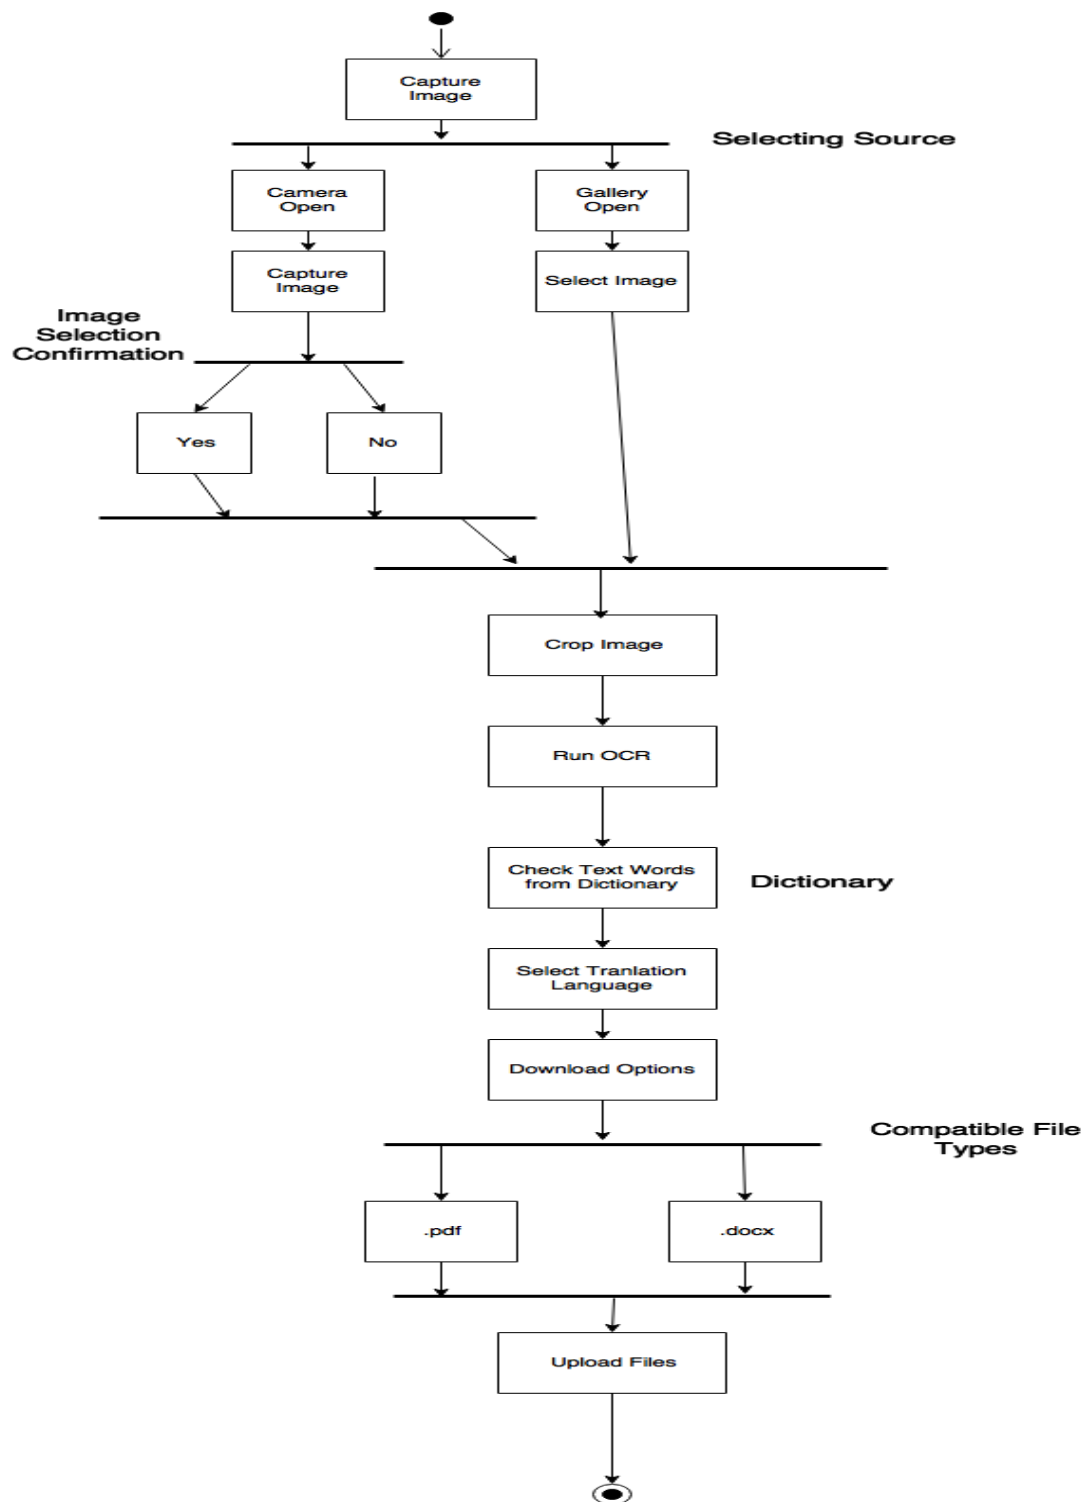 Capture
Image
Selecting Source
Camera
Open
Gallery
Open
Capture
Image
Select Image
Image
Selection
Confirmation
Yes
No
Crop Image
Run OCR
Check Text Words
from Dictionary
Dictionary
Select Tranlation
Language
Download Options
Compatible File
Types
.pdf
.docx
Upload Files